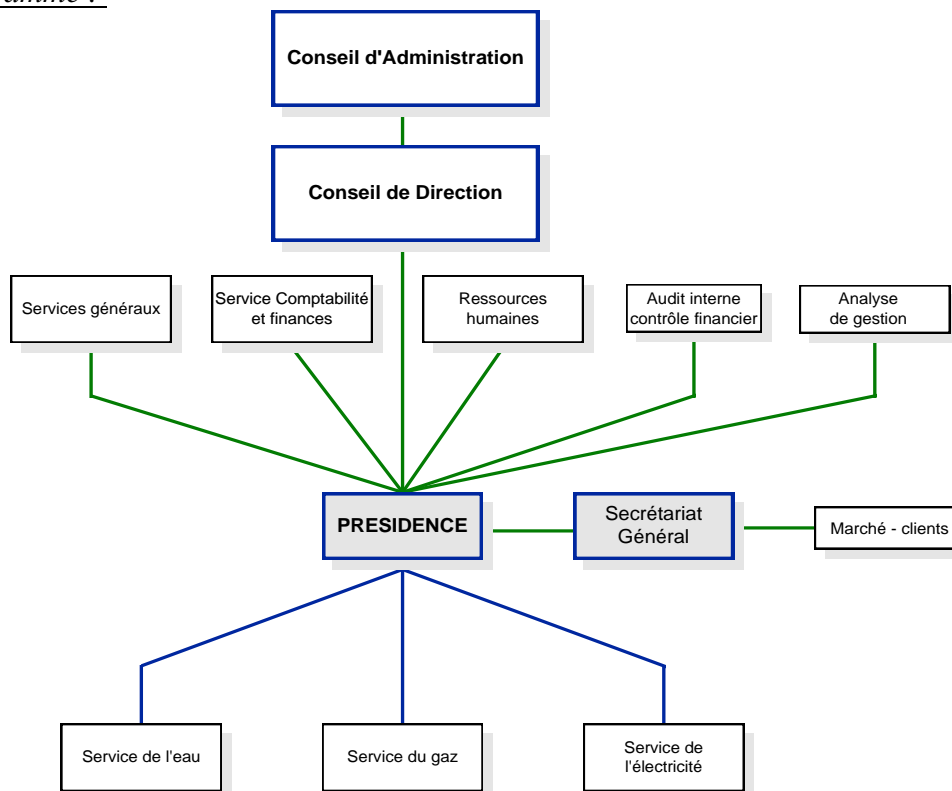 Conseil d'Administration
Conseil de Direction
Services généraux
Service Comptabilité
et finances
Ressources
humaines
Audit interne
contrôle financier
Analyse
de gestion
PRESIDENCE
Secrétariat
Général
Marché - clients
Service de l'eau
Service du gaz
Service de
l'électricité